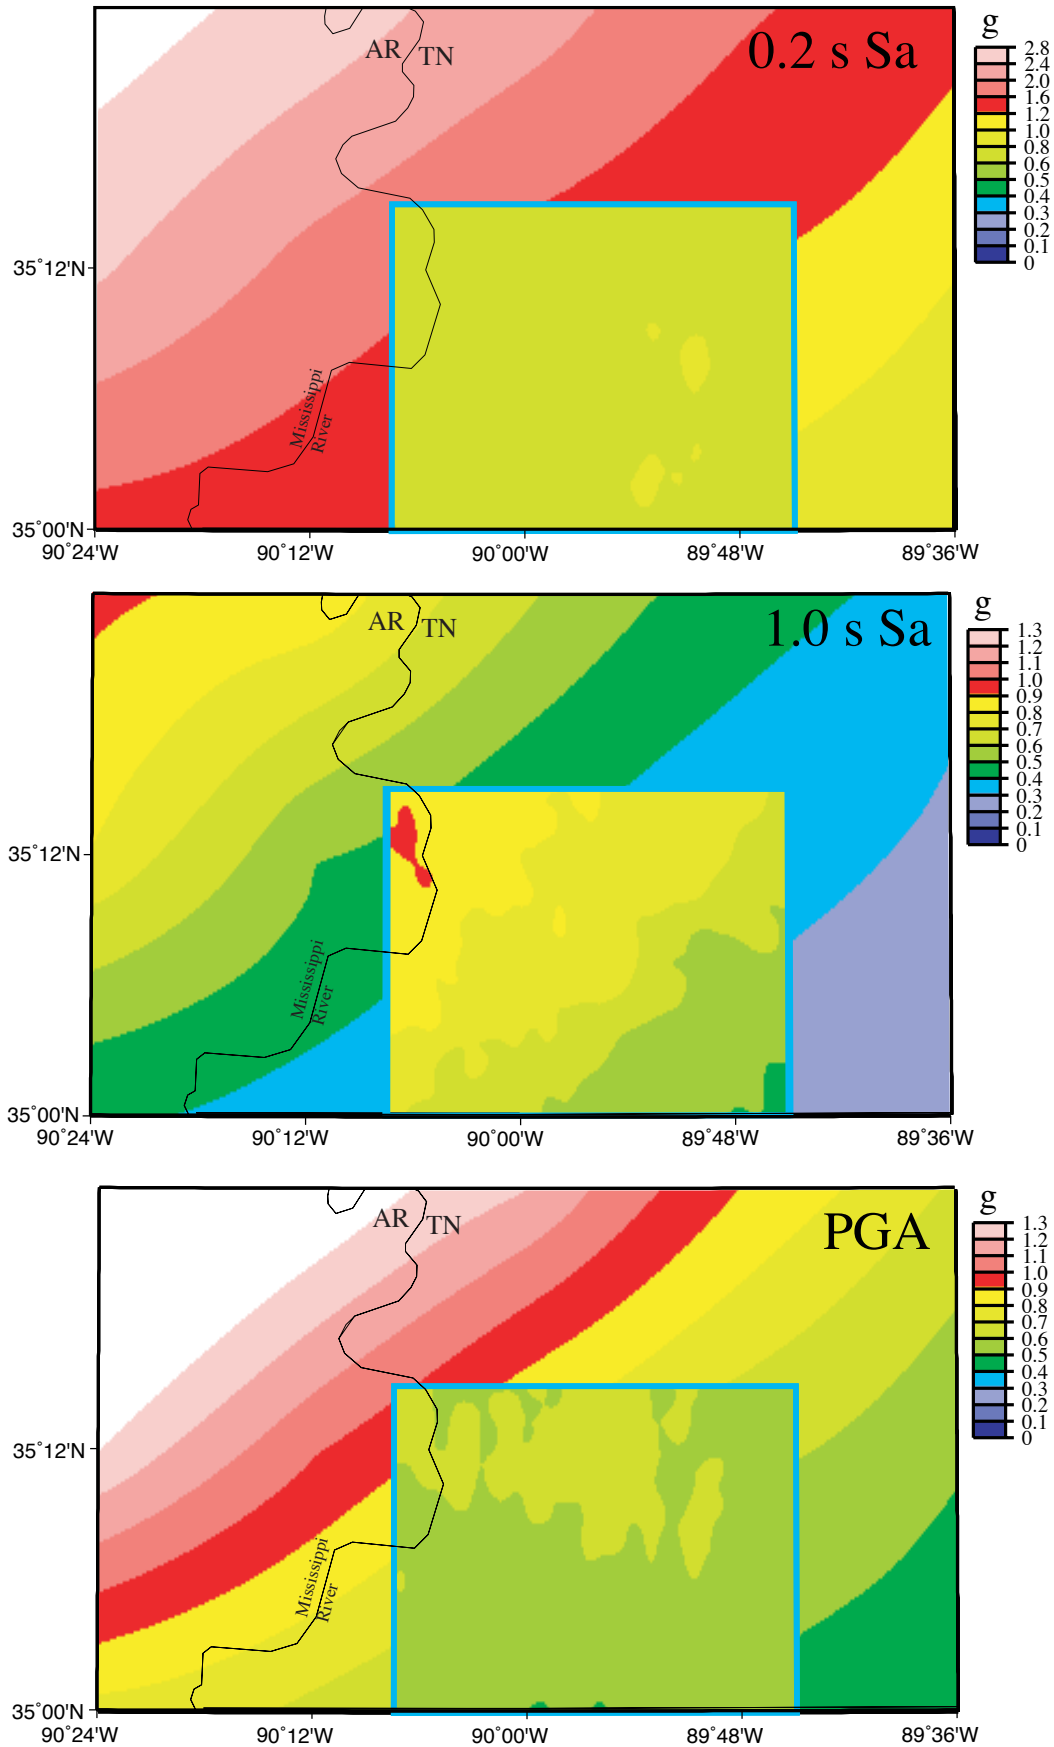 g
0.2 s Sa
AR TN
2.8
2.4
2.0
1.6
1.2
1.0
0.8
0.6
0.5
0.4
0.3
0.2
0.1
0
35°12'N
Mississippi
River
35°00'N
90°24'W 90°12'W 90°00'W 89°48'W 89°36'W
g
1.0 s Sa
AR TN
1.3
1.2
1.1
1.0
0.9
0.8
0.7
0.6
0.5
0.4
0.3
0.2
0.1
0
35°12'N
Mississippi
River
35°00'N
90°24'W 90°12'W 90°00'W 89°48'W 89°36'W
g
PGA
AR TN
1.3
1.2
1.1
1.0
0.9
0.8
0.7
0.6
0.5
0.4
0.3
0.2
0.1
0
35°12'N
Mississippi
River
35°00'N
90°24'W 90°12'W 90°00'W 89°48'W 89°36'W